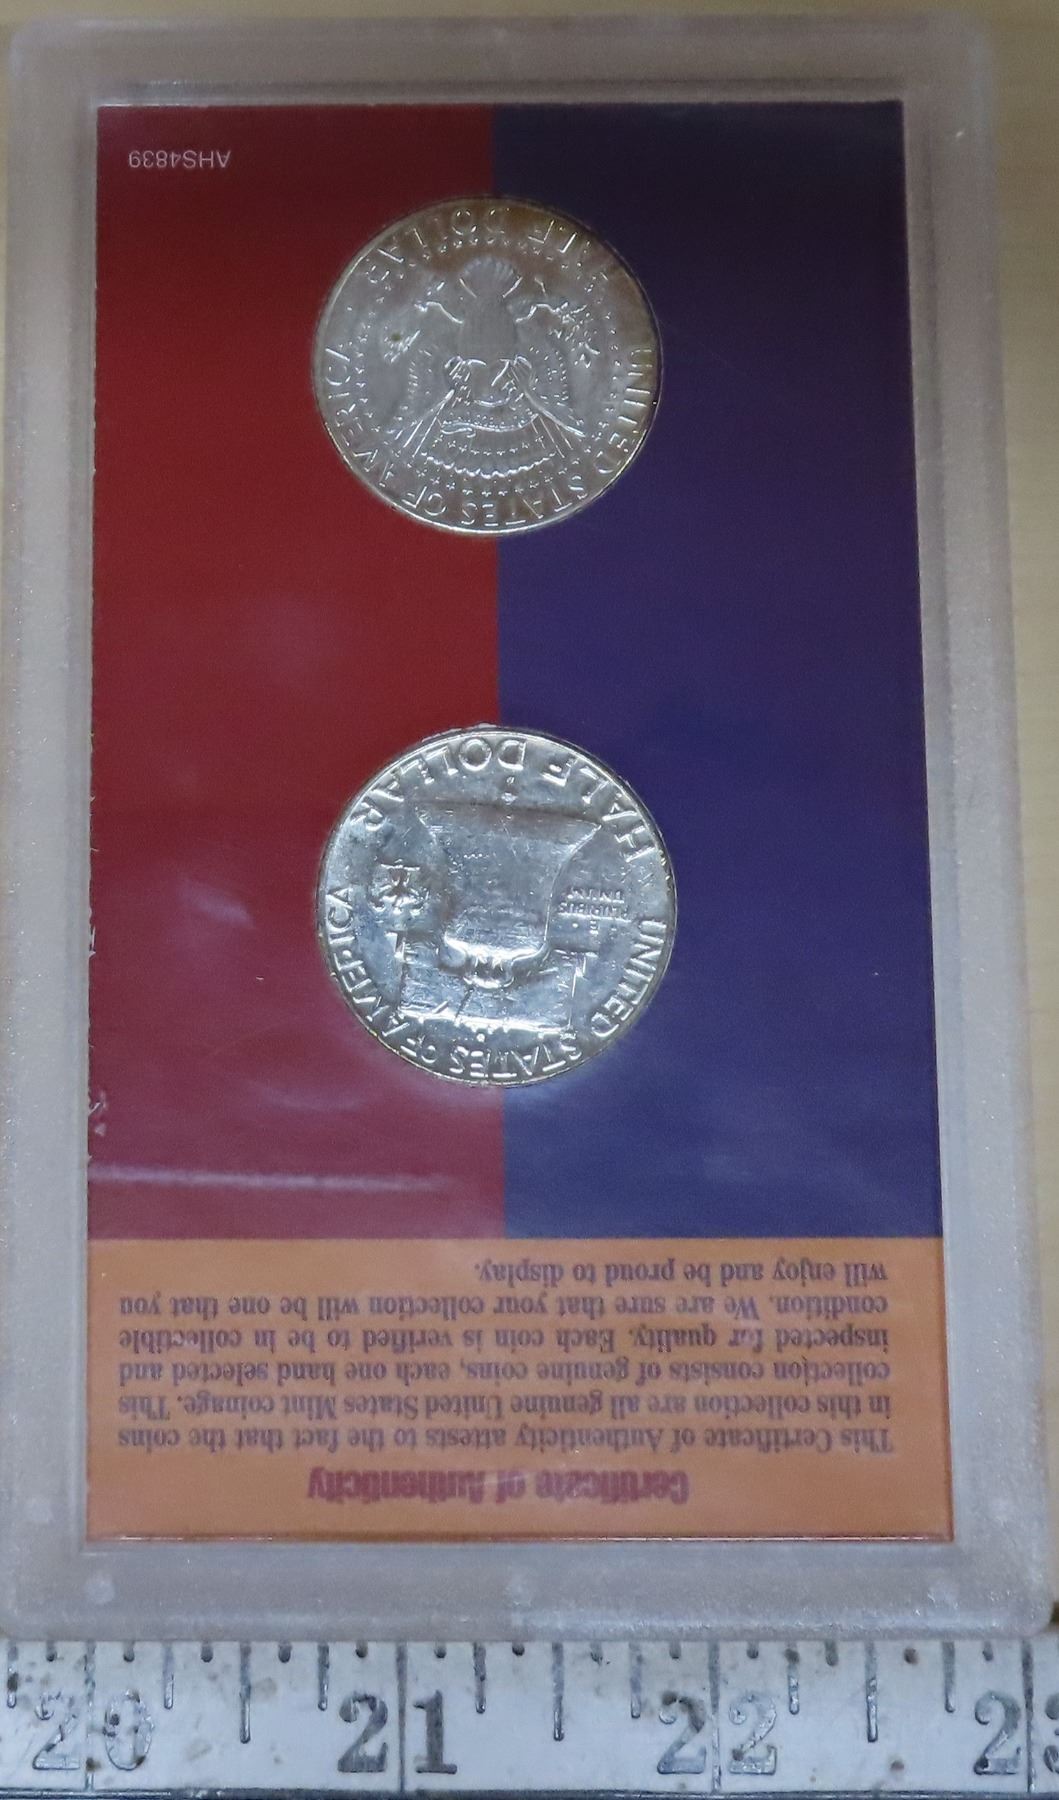 Certificate of Authenticity
This Certificate of Authenticity attests to the fact that the coins
in this collection are all genuine United States Mint coinage. This
collection consists of genuine coins, each one hand selected and
inspected for quality. Each coin is verified to be in collectible
condition. We are sure that your collection will be one that you
will enjoy and be proud to display.
UNITED STATES OF AMERICA
E
PLURIBUS
UNUM
HALF DOLLAR
UNITED STATES OF AMERICA
HALF DOLLAR
AHS4839
20 21 22 23